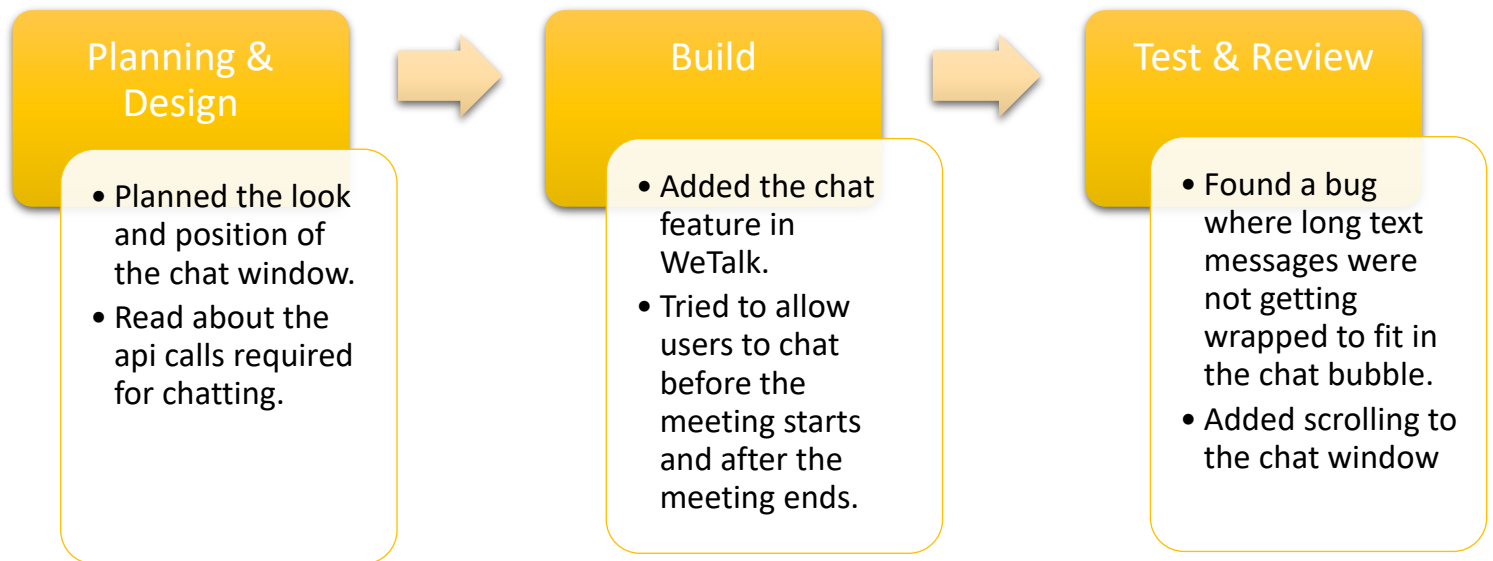 Planning &
Design
• Planned the look
and position of
the chat window.
• Read about the
api calls required
for chatting.
Build
• Added the chat
feature in
WeTalk.
• Tried to allow
users to chat
before the
meeting starts
and after the
meeting ends.
Test & Review
• Found a bug
where long text
messages were
not getting
wrapped to fit in
the chat bubble.
• Added scrolling to
the chat window